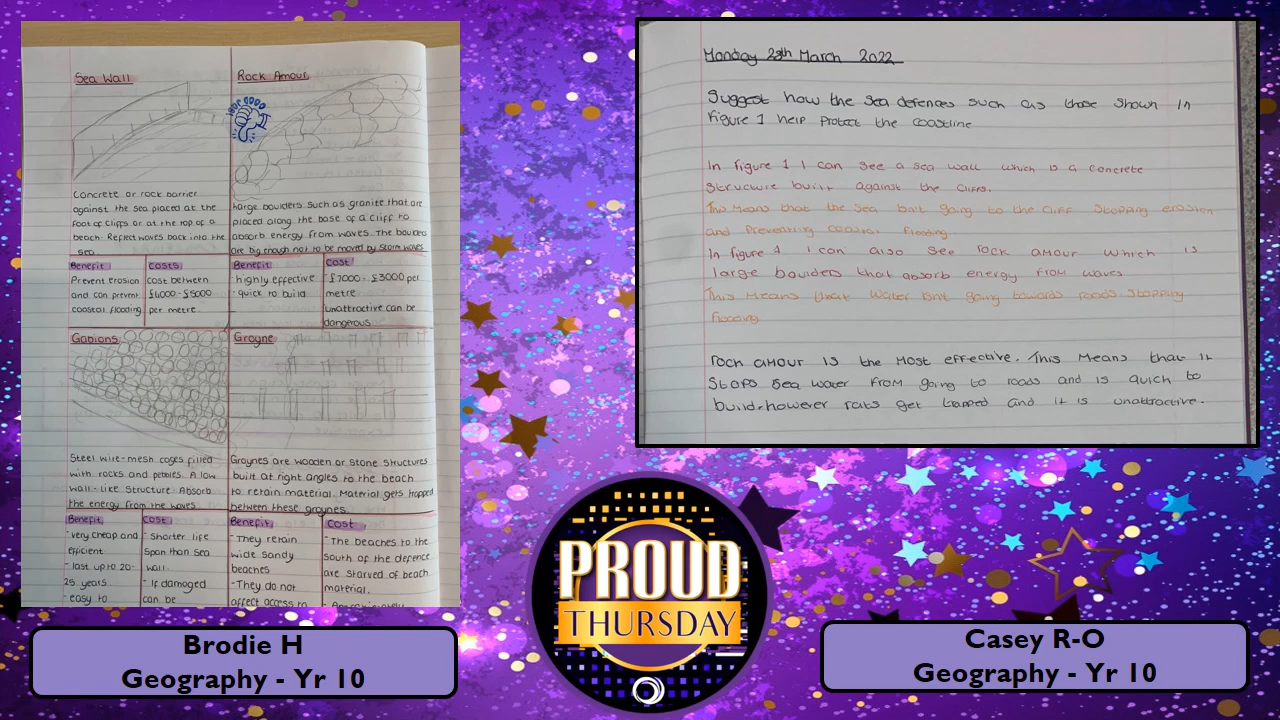 Sea Wall
Concrete or rock barrier
against the sea placed at the
foot of cliffs or at the top of a
beach. Reflect waves back into the
sea
Benefit
Prevent erosion
and can prevent
coastal flooding
Costs
cost between
£4000 - £5000
per metre.
Rock Amour
Large boulders such as granite that are
placed along the base of a cliff to
absorb energy from waves. The boulders
are big enough not to be moved by storm waves
Benefit
- highly effective
- quick to build
Cost
- £7000 - £3000 per
metre
unattractive can be
dangerous
Gabions
Steel wire-mesh cages filled
with rocks and pebbles. A low
wall-like structure. Absorb
the energy from the waves
Benefit
- very cheap and
efficient
- last up to 20-
25 years
- easy to
Cost
- Shorter life
span than sea
wall.
- If damaged
can be
Groyne
Groynes are wooden or stone structures
built at right angles to the beach
to retain material. Material gets trapped
between these groynes.
Benefit
- They retain
wide sandy
beaches
- They do not
affect access to
Cost
- The beaches to the
south of the defence
are starved of beach
material.
Monday 28th March 2022
Suggest how the sea defences such as those shown in
Figure 1 help protect the coastline
In figure 1 I can see a sea wall which is a concrete
structure built against the cliffs.
This means that the sea isn't going to the cliff stopping erosion
and preventing coastal flooding.
In figure 1 i can also see rock amour which is
large boulders that absorb energy from waves
This means that water isn't going towards roads stopping
flooding
rock amour is the most effective. This means that it
stops sea water from going to roads and is quick to
build. however rats get trapped and it is unattractive.
PROUD
THURSDAY
Brodie H
Geography - Yr 10
Casey R-O
Geography - Yr 10